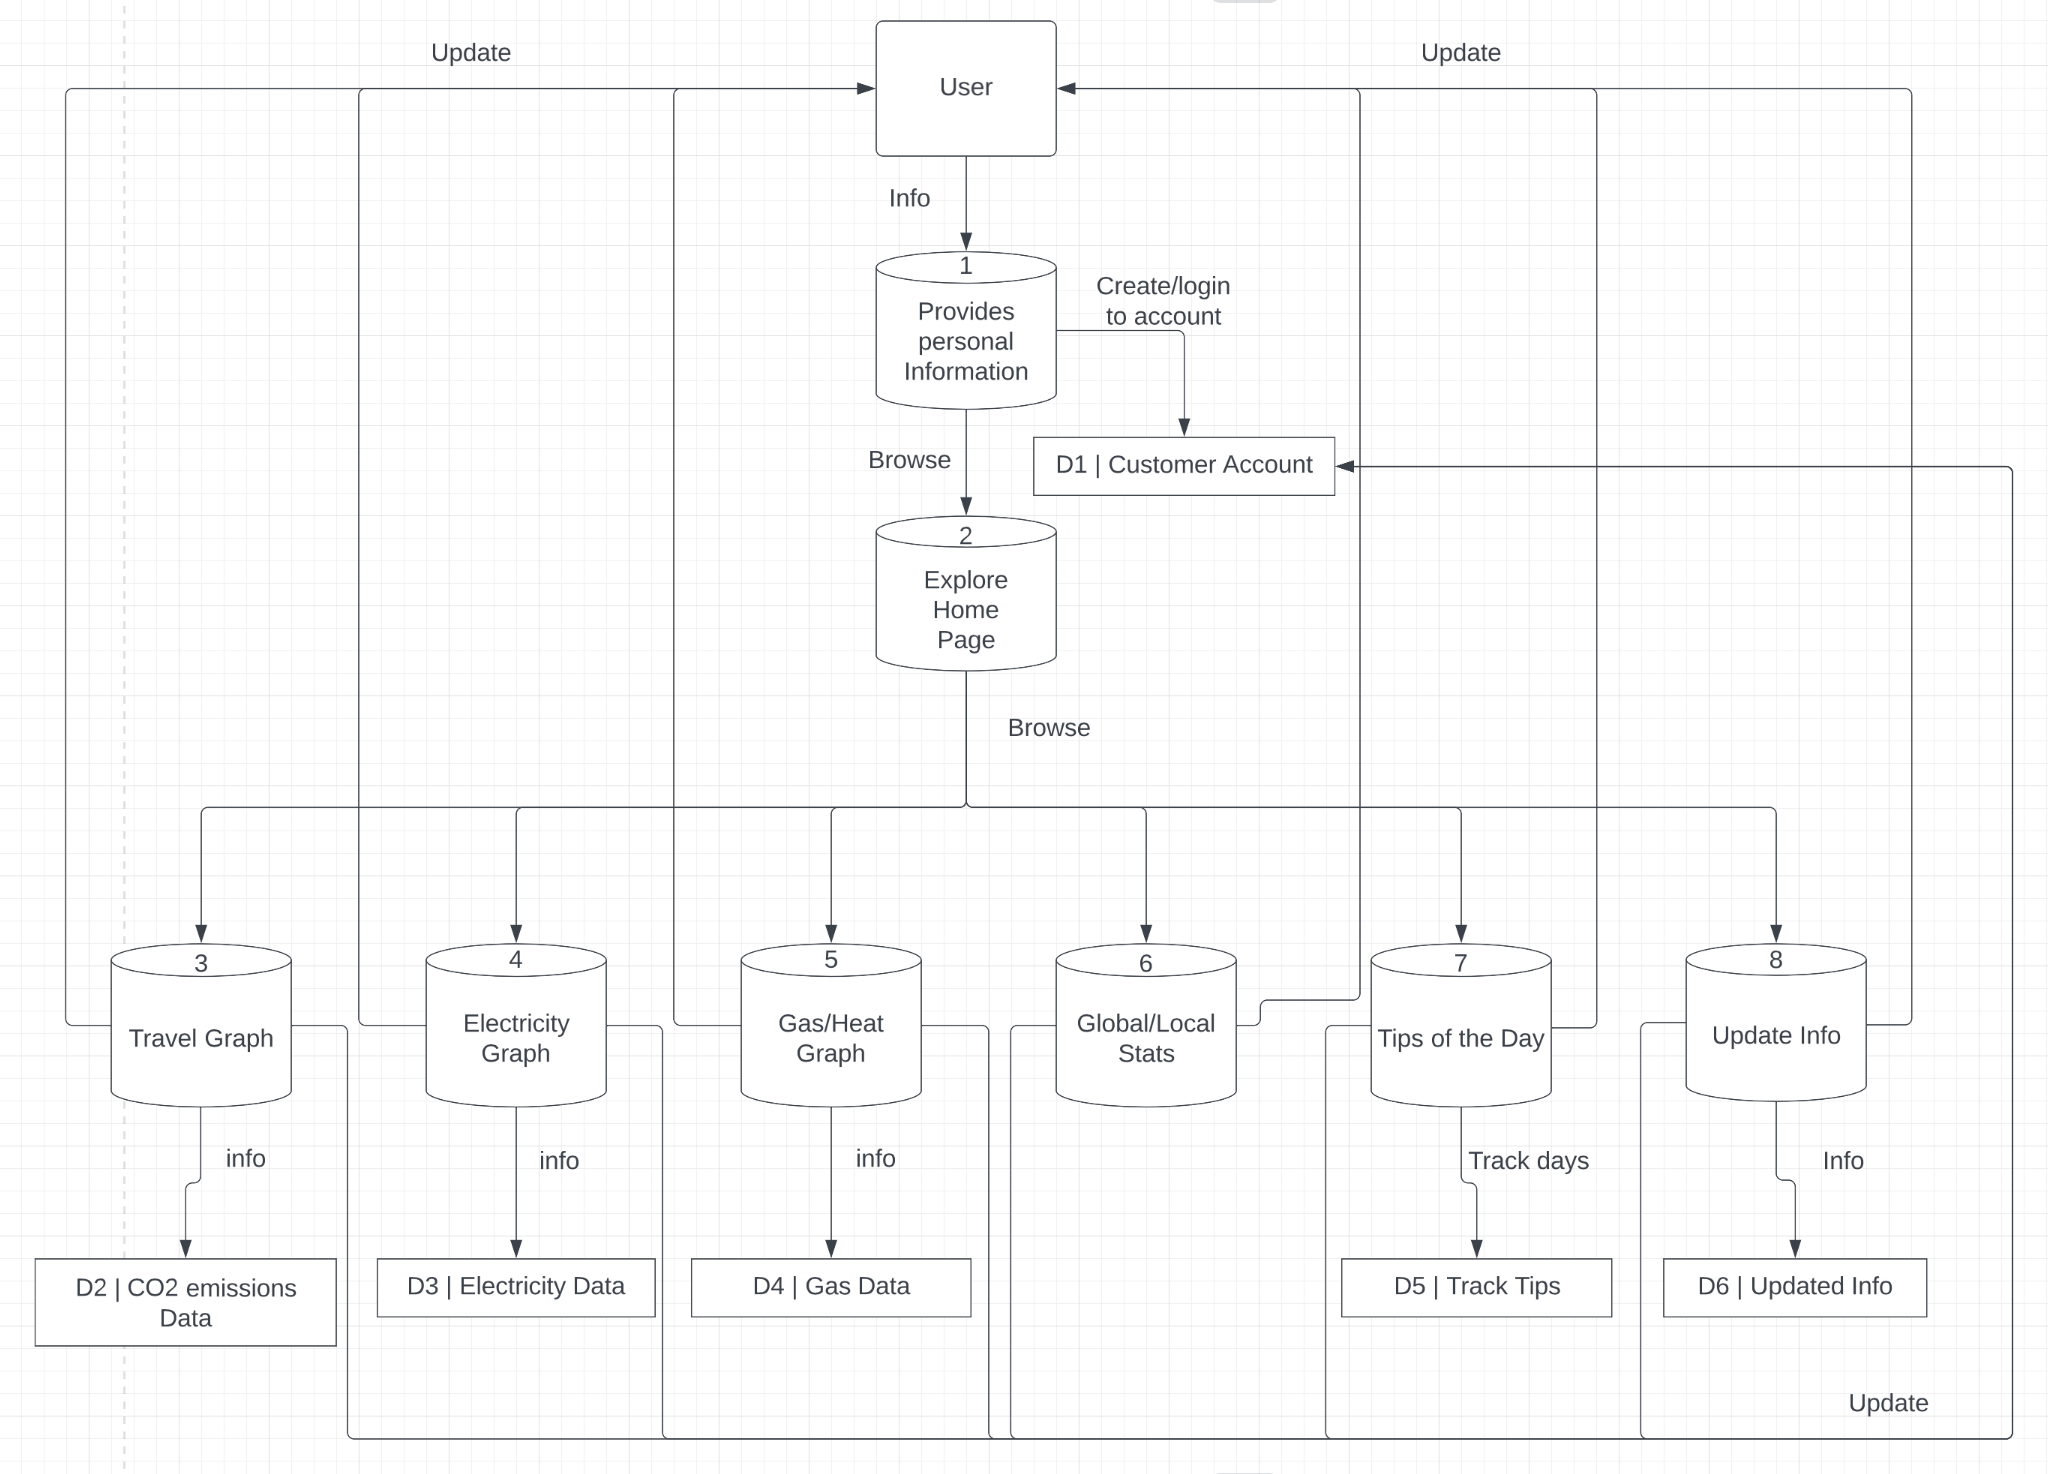 Update
User
Update
Info
1
Provides
personal
Information
Create/login
to account
Browse
D1 | Customer Account
2
Explore
Home
Page
Browse
3
Travel Graph
4
Electricity
Graph
5
Gas/Heat
Graph
6
Global/Local
Stats
7
Tips of the Day
8
Update Info
info
info
info
Track days
Info
D2 | CO2 emissions
Data
D3 | Electricity Data
D4 | Gas Data
D5 | Track Tips
D6 | Updated Info
Update